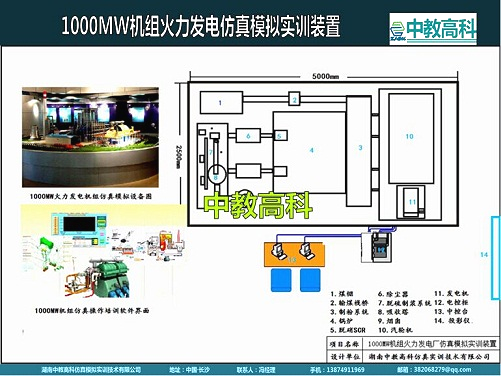 1000MW机组火力发电仿真模拟实训装置
中教高科
5000mm
2500mm
1
2
3
4
5
6
7
8
10
11
14
中教高科
1000MW火力发电机组仿真模拟设备图
1000MW机组仿真操作培训软件界面
1. 煤棚
2. 输煤栈桥
3. 制粉系统
4. 锅炉
5. 脱硝SCR
6. 除尘器
7. 脱硫制浆系统
8. 吸收塔
9. 烟囱
10. 汽轮机
11. 发电机
12. 电控柜
13. 中控台
14. 投影仪
项目名称 1000MW机组火力发电厂仿真模拟实训装置
设计单位 湖南中教高科仿真实训技术有限公司
湖南中教高科仿真模拟实训技术有限公司 地址:中国·长沙 联系人:冯经理 手机:13874911969 邮箱:382068279@qq.com